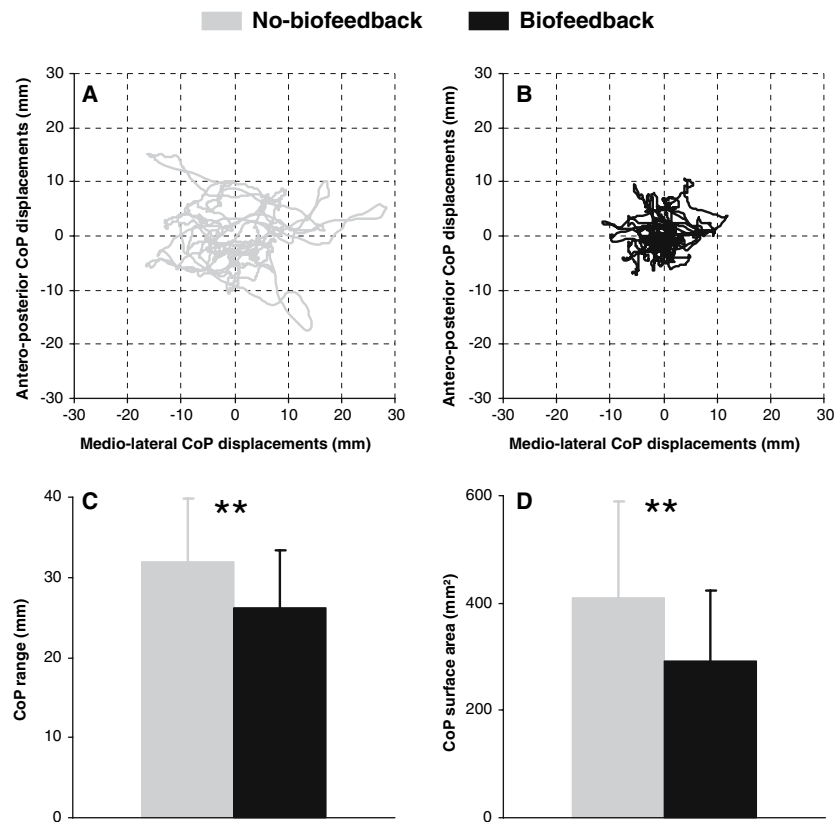 No-biofeedback Biofeedback
A
Antero-posterior CoP displacements (mm)
30
20
10
0
-10
-20
-30
-30 -20 -10 0 10 20 30
Medio-lateral CoP displacements (mm)
B
Antero-posterior CoP displacements (mm)
30
20
10
0
-10
-20
-30
-30 -20 -10 0 10 20 30
Medio-lateral CoP displacements (mm)
C
**
CoP range (mm)
40
30
20
10
0
D
**
CoP surface area (mm²)
600
400
200
0